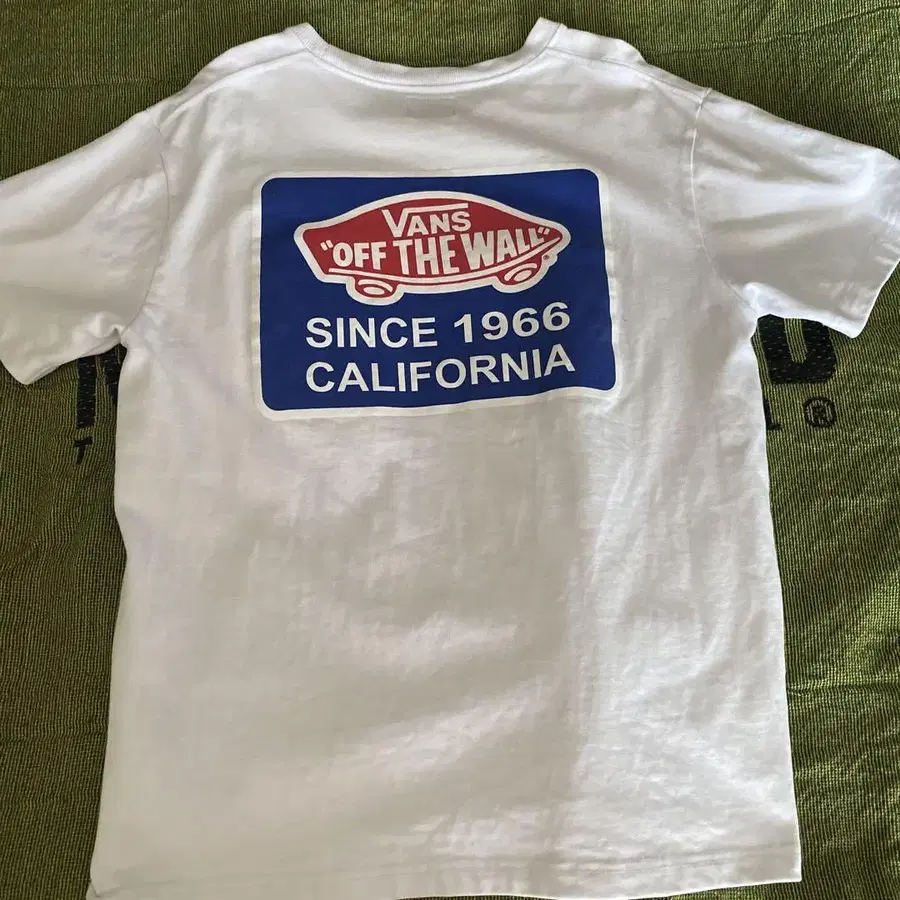 VANS
"OFF THE WALL"
SINCE 1966
CALIFORNIA
®